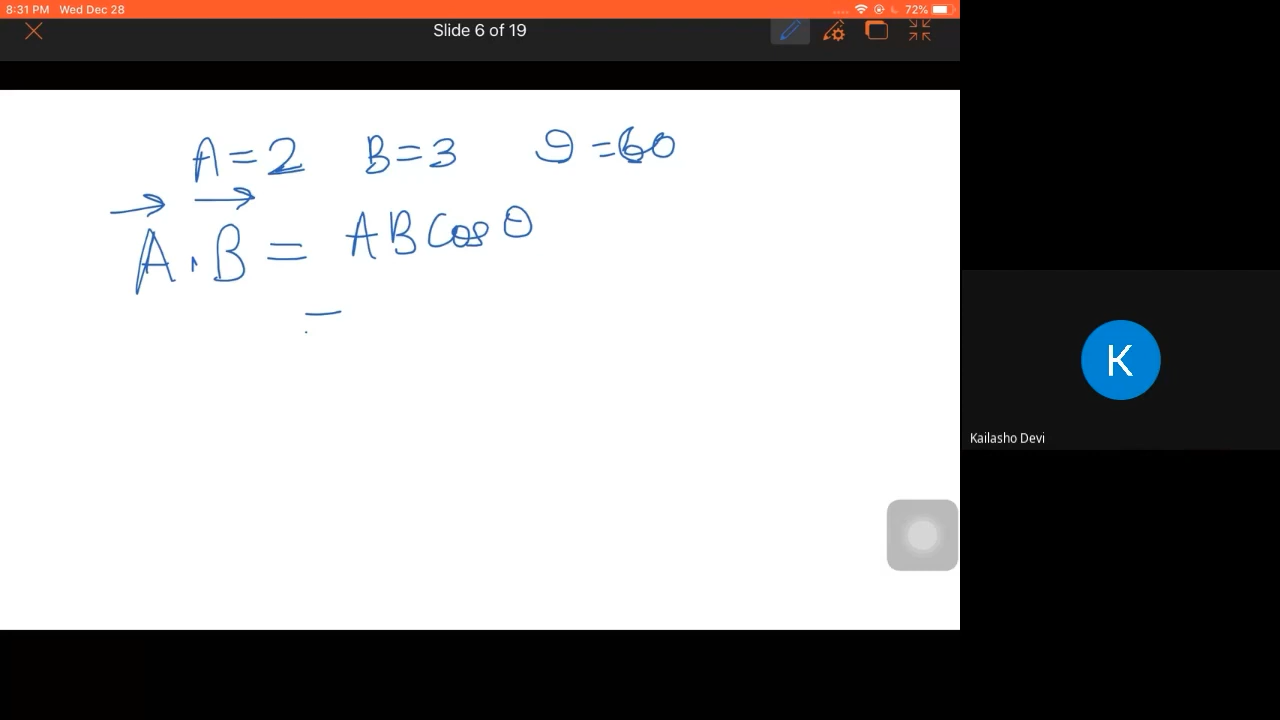 8:31 PM Wed Dec 28 72%
Slide 6 of 19
A = 2 B = 3 θ = 60
A · B = AB Cos θ
=
K
Kailasho Devi